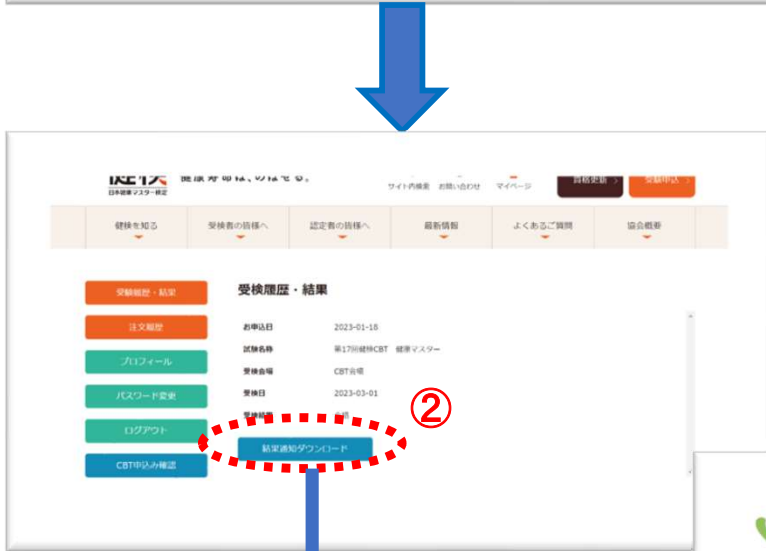 健康寿命は、のばせる。
日本健康マスター検定
サイト内検索 お問い合わせ マイページ 資格更新 受験申込
健検を知る 受検者の皆様へ 認定者の皆様へ 最新情報 よくあるご質問 協会概要
受験履歴・結果
注文履歴
プロフィール
パスワード変更
ログアウト
CBT申込み確認
受検履歴・結果
お申込日 2023-01-18
試験名称 第17回健検CBT 健康マスター
受検会場 CBT会場
受検日 2023-03-01
受検結果 合格
②
結果通知ダウンロード